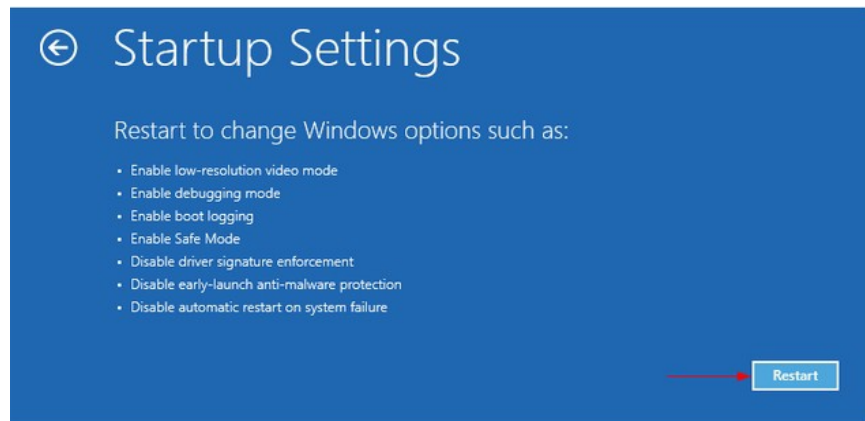 Startup Settings
Restart to change Windows options such as:
• Enable low-resolution video mode
• Enable debugging mode
• Enable boot logging
• Enable Safe Mode
• Disable driver signature enforcement
• Disable early-launch anti-malware protection
• Disable automatic restart on system failure
Restart